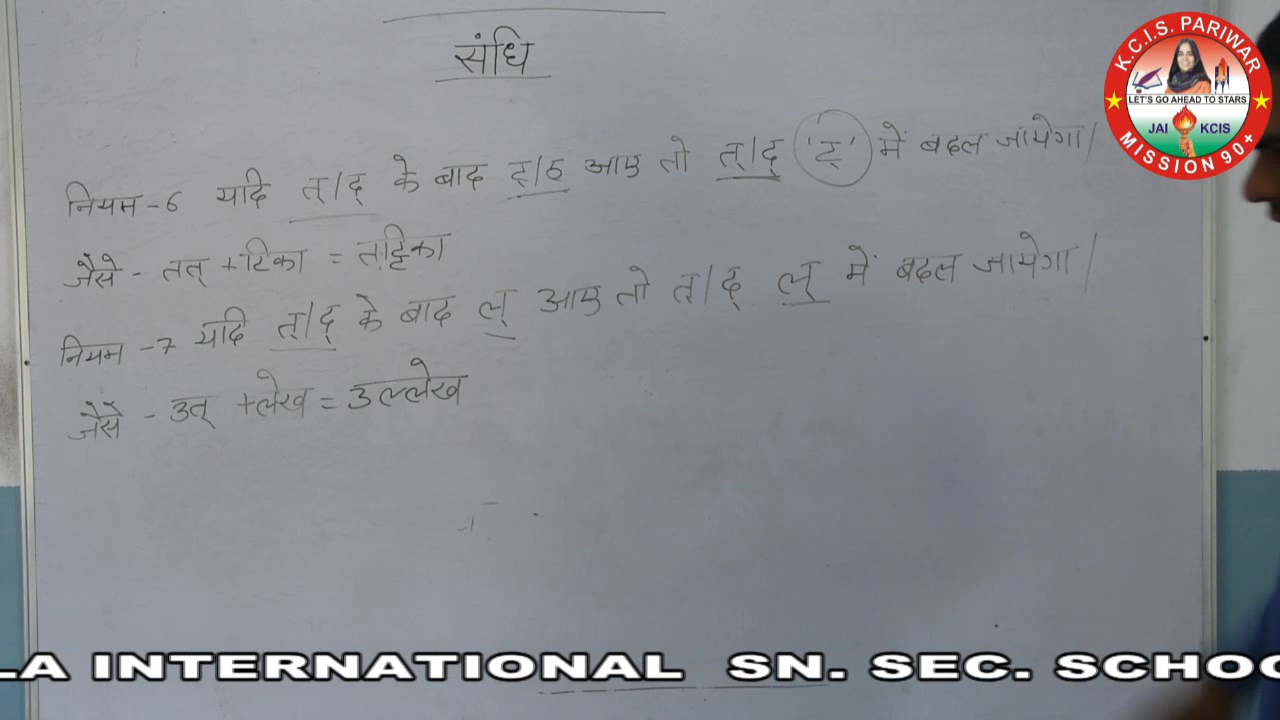 संधि
नियम-6 यदि त्/द् के बाद ट्/ठ आए तो त्/द् 'ट्' में बदल जायेगा/
जैसे - तत् +टिका = तट्टिका
नियम -7 यदि त्/द् के बाद ल् आए तो त्/द् ल् में बदल जायेगा/
जैसे - उत् +लेख = उल्लेख
K.C.I.S. PARIWAR
LET'S GO AHEAD TO STARS
JAI KCIS
MISSION 90+
LA INTERNATIONAL SN. SEC. SCHOO